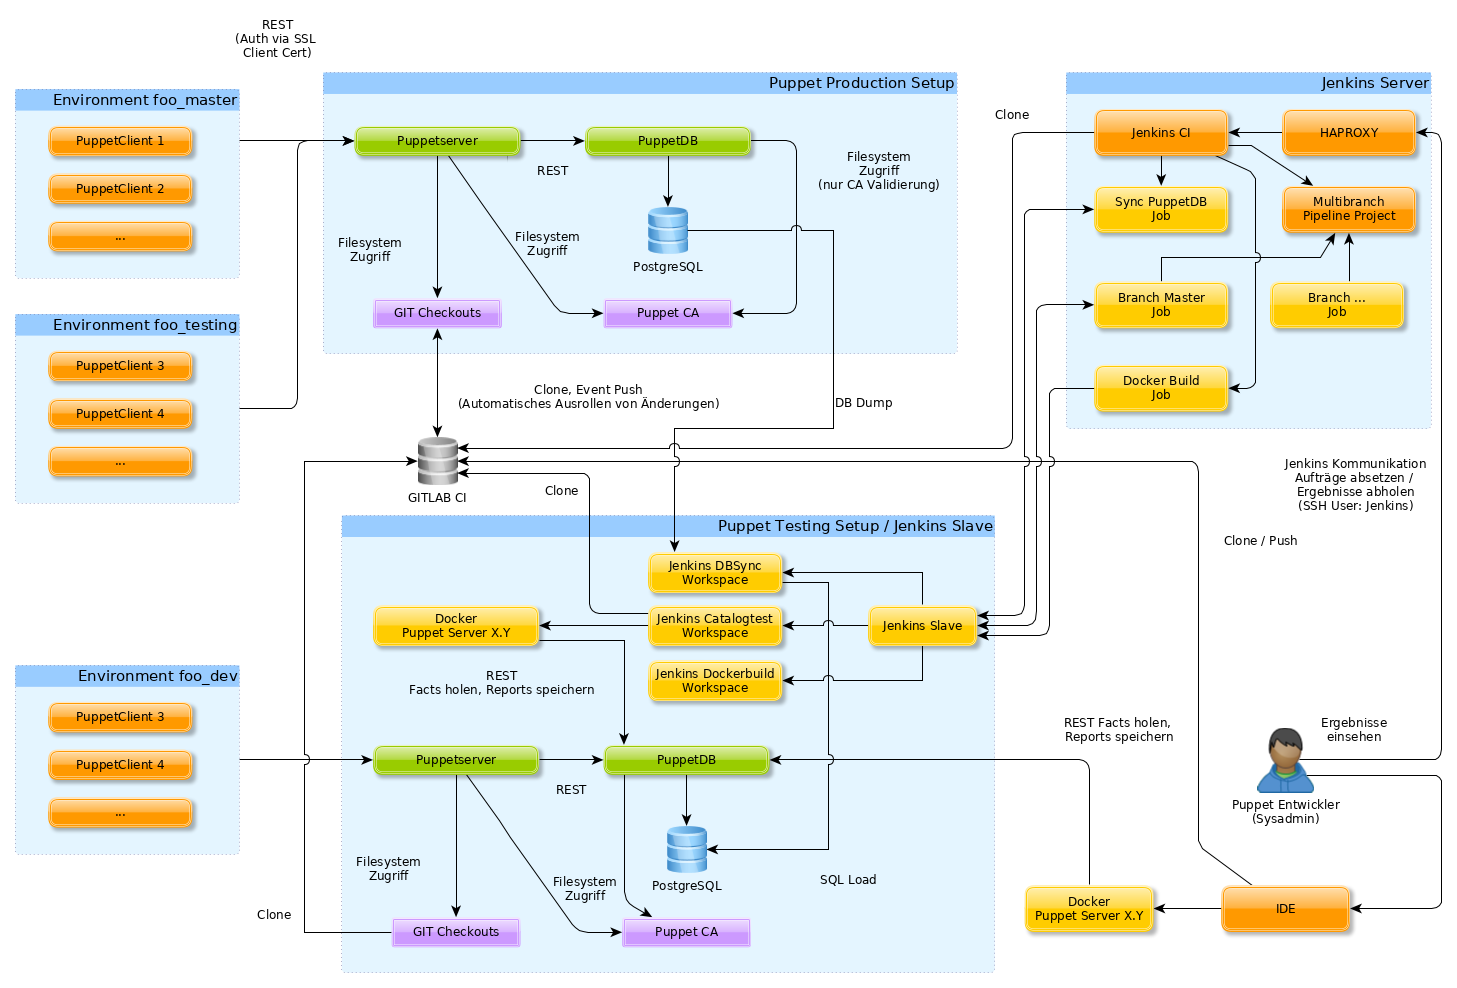 REST
(Auth via SSL
Client Cert)
Environment foo_master
PuppetClient 1
PuppetClient 2
...
Environment foo_testing
PuppetClient 3
PuppetClient 4
...
Environment foo_dev
PuppetClient 3
PuppetClient 4
...
Puppet Production Setup
Puppetserver
REST
PuppetDB
Filesystem
Zugriff
(nur CA Validierung)
PostgreSQL
Filesystem
Zugriff
Filesystem
Zugriff
GIT Checkouts
Puppet CA
Clone, Event Push
(Automatisches Ausrollen von Änderungen)
DB Dump
GITLAB CI
Clone
Clone
Jenkins Server
Jenkins CI
HAPROXY
Sync PuppetDB
Job
Multibranch
Pipeline Project
Branch Master
Job
Branch ...
Job
Docker Build
Job
Jenkins Kommunikation
Aufträge absetzen /
Ergebnisse abholen
(SSH User: Jenkins)
Clone / Push
Puppet Testing Setup / Jenkins Slave
Jenkins DBSync
Workspace
Docker
Puppet Server X.Y
Jenkins Catalogtest
Workspace
Jenkins Slave
Jenkins Dockerbuild
Workspace
REST
Facts holen, Reports speichern
Puppetserver
REST
PuppetDB
PostgreSQL
SQL Load
Filesystem
Zugriff
Filesystem
Zugriff
Clone
GIT Checkouts
Puppet CA
REST Facts holen,
Reports speichern
Ergebnisse
einsehen
Puppet Entwickler
(Sysadmin)
Docker
Puppet Server X.Y
IDE